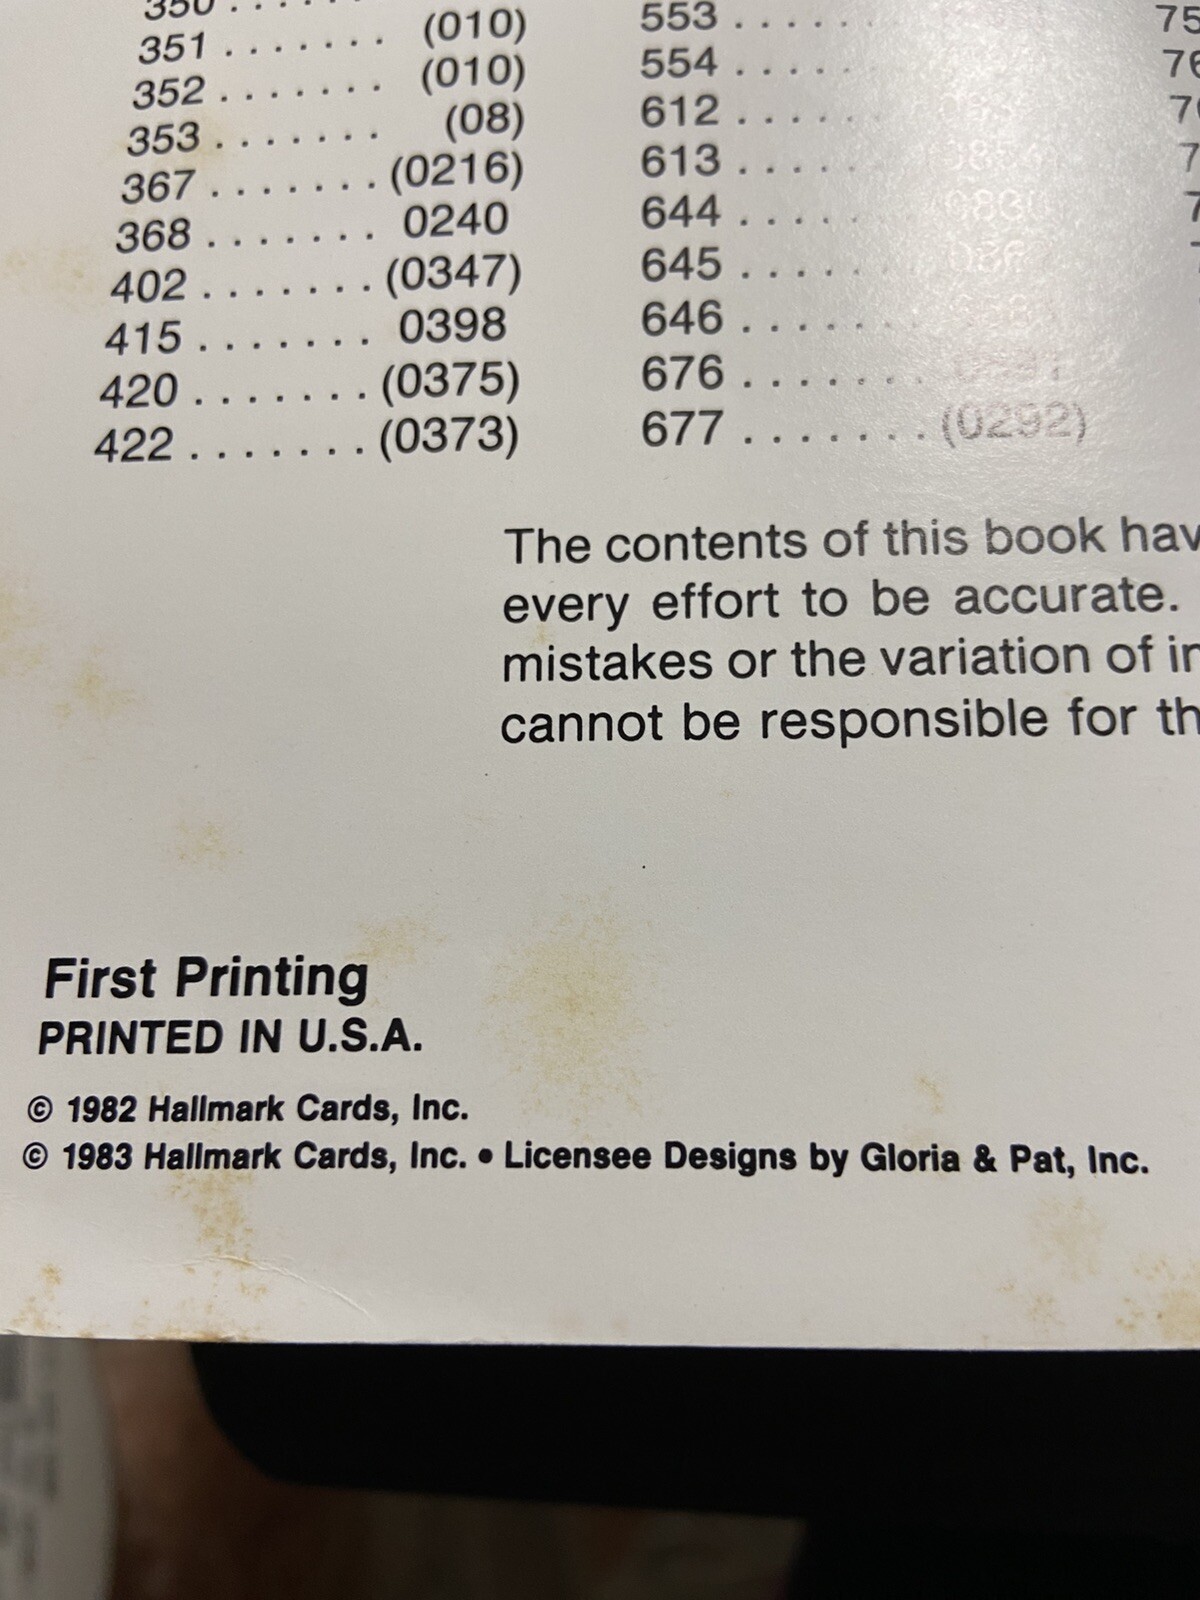 350 . . . . .
351 . . . . . . . (010)
352 . . . . . . . (010)
353 . . . . . . . (08)
367 . . . . . . . (0216)
368 . . . . . . . 0240
402 . . . . . . . (0347)
415 . . . . . . . 0398
420 . . . . . . . (0375)
422 . . . . . . . (0373)
553 . . . . .
554 . . . . .
612 . . . . .
613 . . . . .
644 . . . . .
645 . . . . .
646 . . . . .
676 . . . . . . .
677 . . . . . . . (0292)
75
76
The contents of this book hav
every effort to be accurate.
mistakes or the variation of in
cannot be responsible for th
First Printing
PRINTED IN U.S.A.
© 1982 Hallmark Cards, Inc.
© 1983 Hallmark Cards, Inc. • Licensee Designs by Gloria & Pat, Inc.